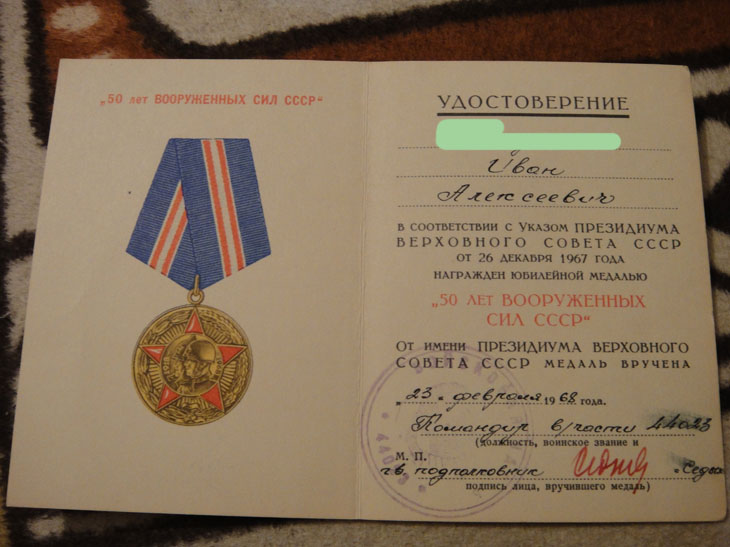 „50 лет ВООРУЖЕННЫХ СИЛ СССР“
УДОСТОВЕРЕНИЕ
Иван
Алексеевич
В СООТВЕТСТВИИ С УКАЗОМ ПРЕЗИДИУМА
ВЕРХОВНОГО СОВЕТА СССР
ОТ 26 ДЕКАБРЯ 1967 ГОДА
НАГРАЖДЕН ЮБИЛЕЙНОЙ МЕДАЛЬЮ
„50 ЛЕТ ВООРУЖЕННЫХ
СИЛ СССР“
ОТ ИМЕНИ ПРЕЗИДИУМА ВЕРХОВНОГО
СОВЕТА СССР МЕДАЛЬ ВРУЧЕНА
„23“ февраля 1968 года.
Командир в/части 44023
(должность, воинское звание и
М. П.
гв. подполковник
подпись лица, вручившего медаль)